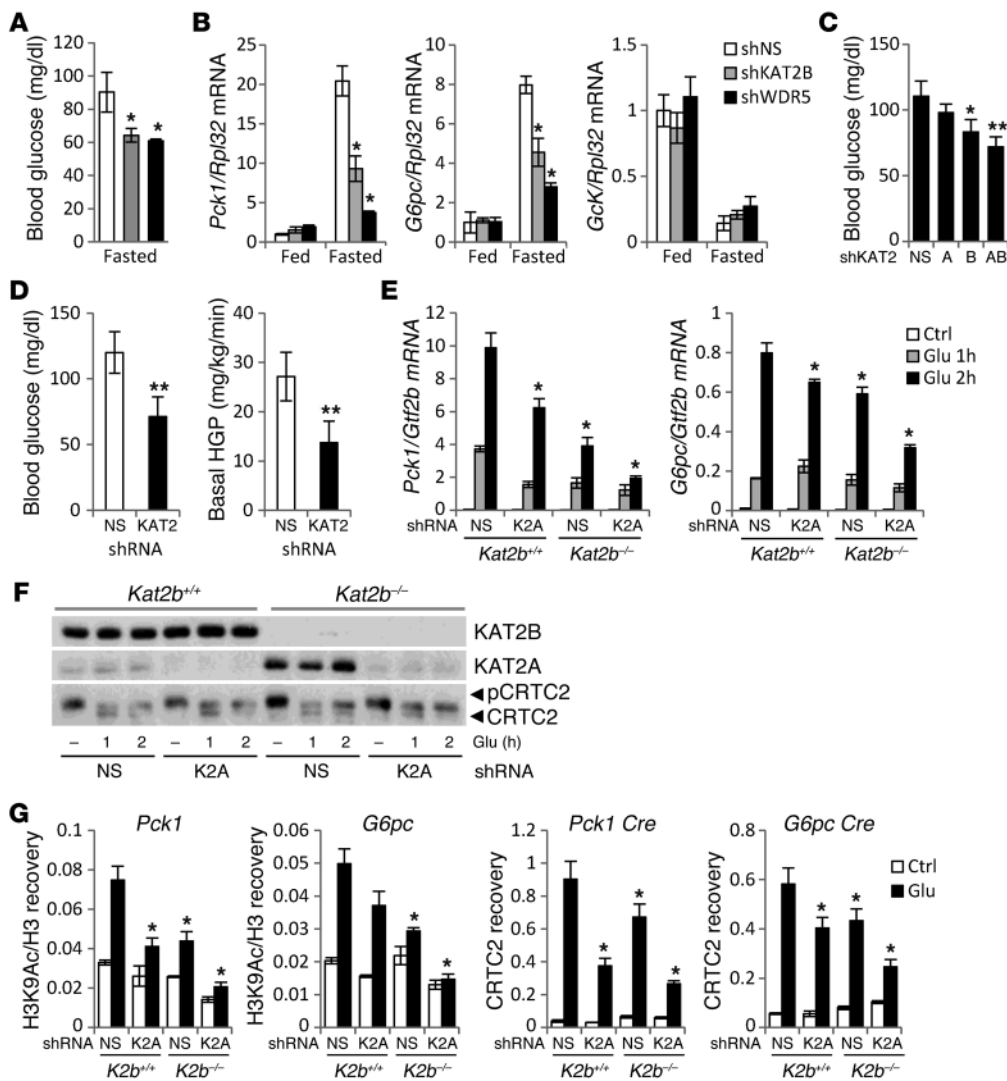 A
Blood glucose (mg/dl)
120
100
80
60
40
20
0
*
*
Fasted
B
Pck1/Rpl32 mRNA
25
20
15
10
5
0
*
*
Fed Fasted
G6pc/Rpl32 mRNA
10
8
6
4
2
0
*
*
Fed Fasted
GcK/Rpl32 mRNA
1.5
1
0.5
0
Fed Fasted
shNS
shKAT2B
shWDR5
C
Blood glucose (mg/dl)
140
120
100
80
60
40
20
0
*
**
shKAT2 NS A B AB
D
Blood glucose (mg/dl)
150
100
50
0
**
NS KAT2
shRNA
Basal HGP (mg/kg/min)
40
30
20
10
0
**
NS KAT2
shRNA
E
Pck1/Gtf2b mRNA
12
10
8
6
4
2
0
*
*
*
shRNA NS K2A NS K2A
Kat2b+/+ Kat2b−/−
G6pc/Gtf2b mRNA
1
0.8
0.6
0.4
0.2
0
*
*
*
shRNA NS K2A NS K2A
Kat2b+/+ Kat2b−/−
Ctrl
Glu 1h
Glu 2h
F
Kat2b+/+ Kat2b−/−
KAT2B
KAT2A
pCRTC2
CRTC2
– 1 2 – 1 2 – 1 2 – 1 2 Glu (h)
NS K2A NS K2A shRNA
G
Pck1
H3K9Ac/H3 recovery
0.1
0.08
0.06
0.04
0.02
0
*
*
*
shRNA NS K2A NS K2A
K2b+/+ K2b−/−
G6pc
H3K9Ac/H3 recovery
0.06
0.05
0.04
0.03
0.02
0.01
0
*
*
shRNA NS K2A NS K2A
K2b+/+ K2b−/−
Pck1 Cre
CRTC2 recovery
1.2
1
0.8
0.6
0.4
0.2
0
*
*
*
shRNA NS K2A NS K2A
K2b+/+ K2b−/−
G6pc Cre
CRTC2 recovery
0.8
0.6
0.4
0.2
0
*
*
*
shRNA NS K2A NS K2A
K2b+/+ K2b−/−
Ctrl
Glu